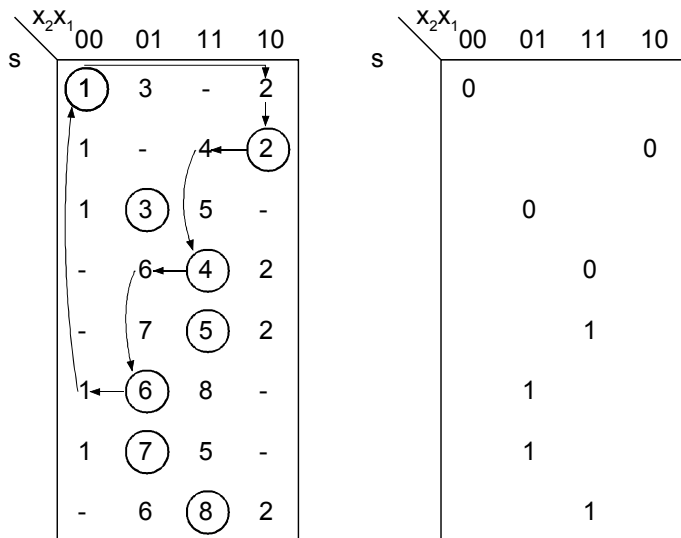 x₂x₁ x₂x₁
00 01 11 10 00 01 11 10
s s
1 3 - 2 0
1 - 4 2 0
1 3 5 - 0
- 6 4 2 0
- 7 5 2 1
1 6 8 - 1
1 7 5 - 1
- 6 8 2 1